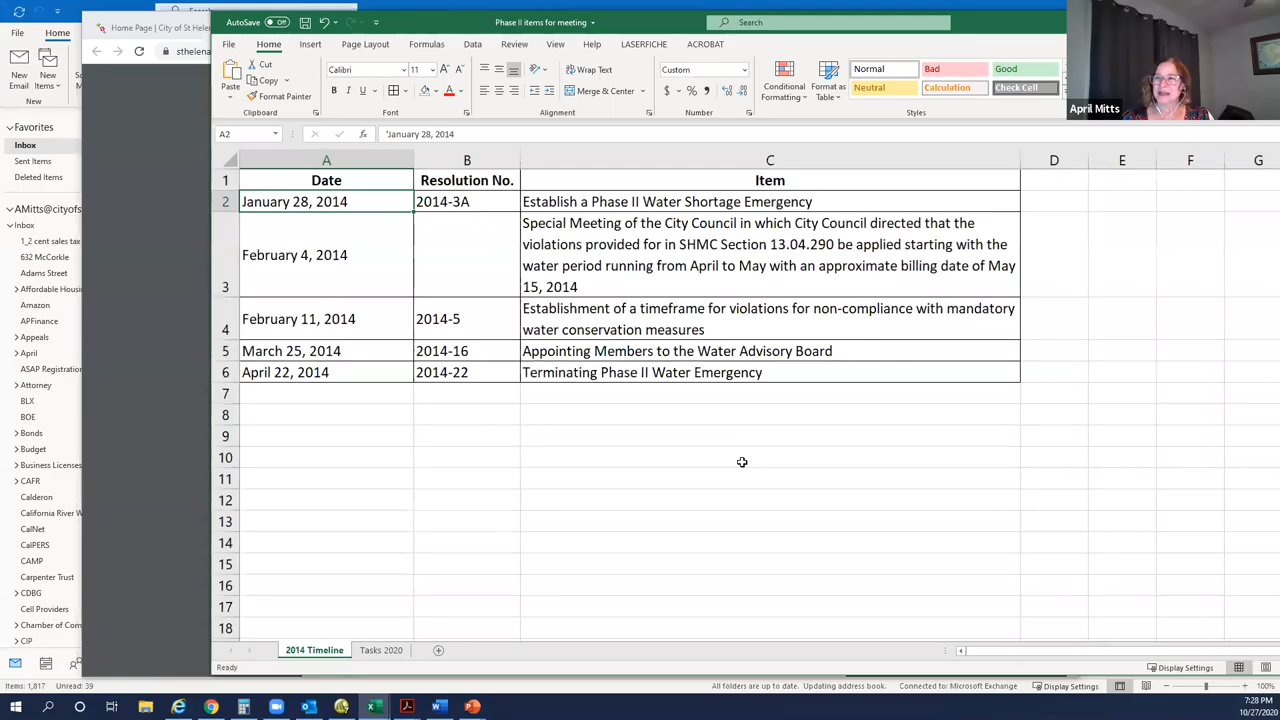 Search
File
Home
New
Email
New
Items
New
Favorites
Inbox
Sent Items
Deleted Items
AMitts@cityofs
Inbox
1_2 cent sales tax
632 McCorkle
Adams Street
Affordable Housi
Amazon
APFinance
Appeals
April
ASAP Registratio
Attorney
BLX
BOE
Bonds
Budget
Business Licenses
CAFR
Calderon
California River W
CalNet
CalPERS
CAMP
Carpenter Trust
CDBG
Cell Providers
Chamber of Com
CIP
Items: 1,817 Unread: 39
Home Page | City of St Helen
sthelena
AutoSave Off
Phase II items for meeting
Search
File Home Insert Page Layout Formulas Data Review View Help LASERFICHE ACROBAT
Paste
Cut
Copy
Format Painter
Clipboard
Calibri 11
B I U
Font
Wrap Text
Merge & Center
Alignment
Custom
$ % 9
Number
Conditional
Formatting
Format as
Table
Normal Bad Good
Neutral Calculation Check Cell
Styles
April Mitts
A2 fx 'January 28, 2014
A B C D E F G
1 Date Resolution No. Item
2 January 28, 2014 2014-3A Establish a Phase II Water Shortage Emergency
3 February 4, 2014 Special Meeting of the City Council in which City Council directed that the
violations provided for in SHMC Section 13.04.290 be applied starting with the
water period running from April to May with an approximate billing date of May
15, 2014
4 February 11, 2014 2014-5 Establishment of a timeframe for violations for non-compliance with mandatory
water conservation measures
5 March 25, 2014 2014-16 Appointing Members to the Water Advisory Board
6 April 22, 2014 2014-22 Terminating Phase II Water Emergency
7
8
9
10
11
12
13
14
15
16
17
18
2014 Timeline Tasks 2020
Ready
Display Settings
100%
All folders are up to date. Updating address book. Connected to: Microsoft Exchange Display Settings 100%
7:28 PM
10/27/2020